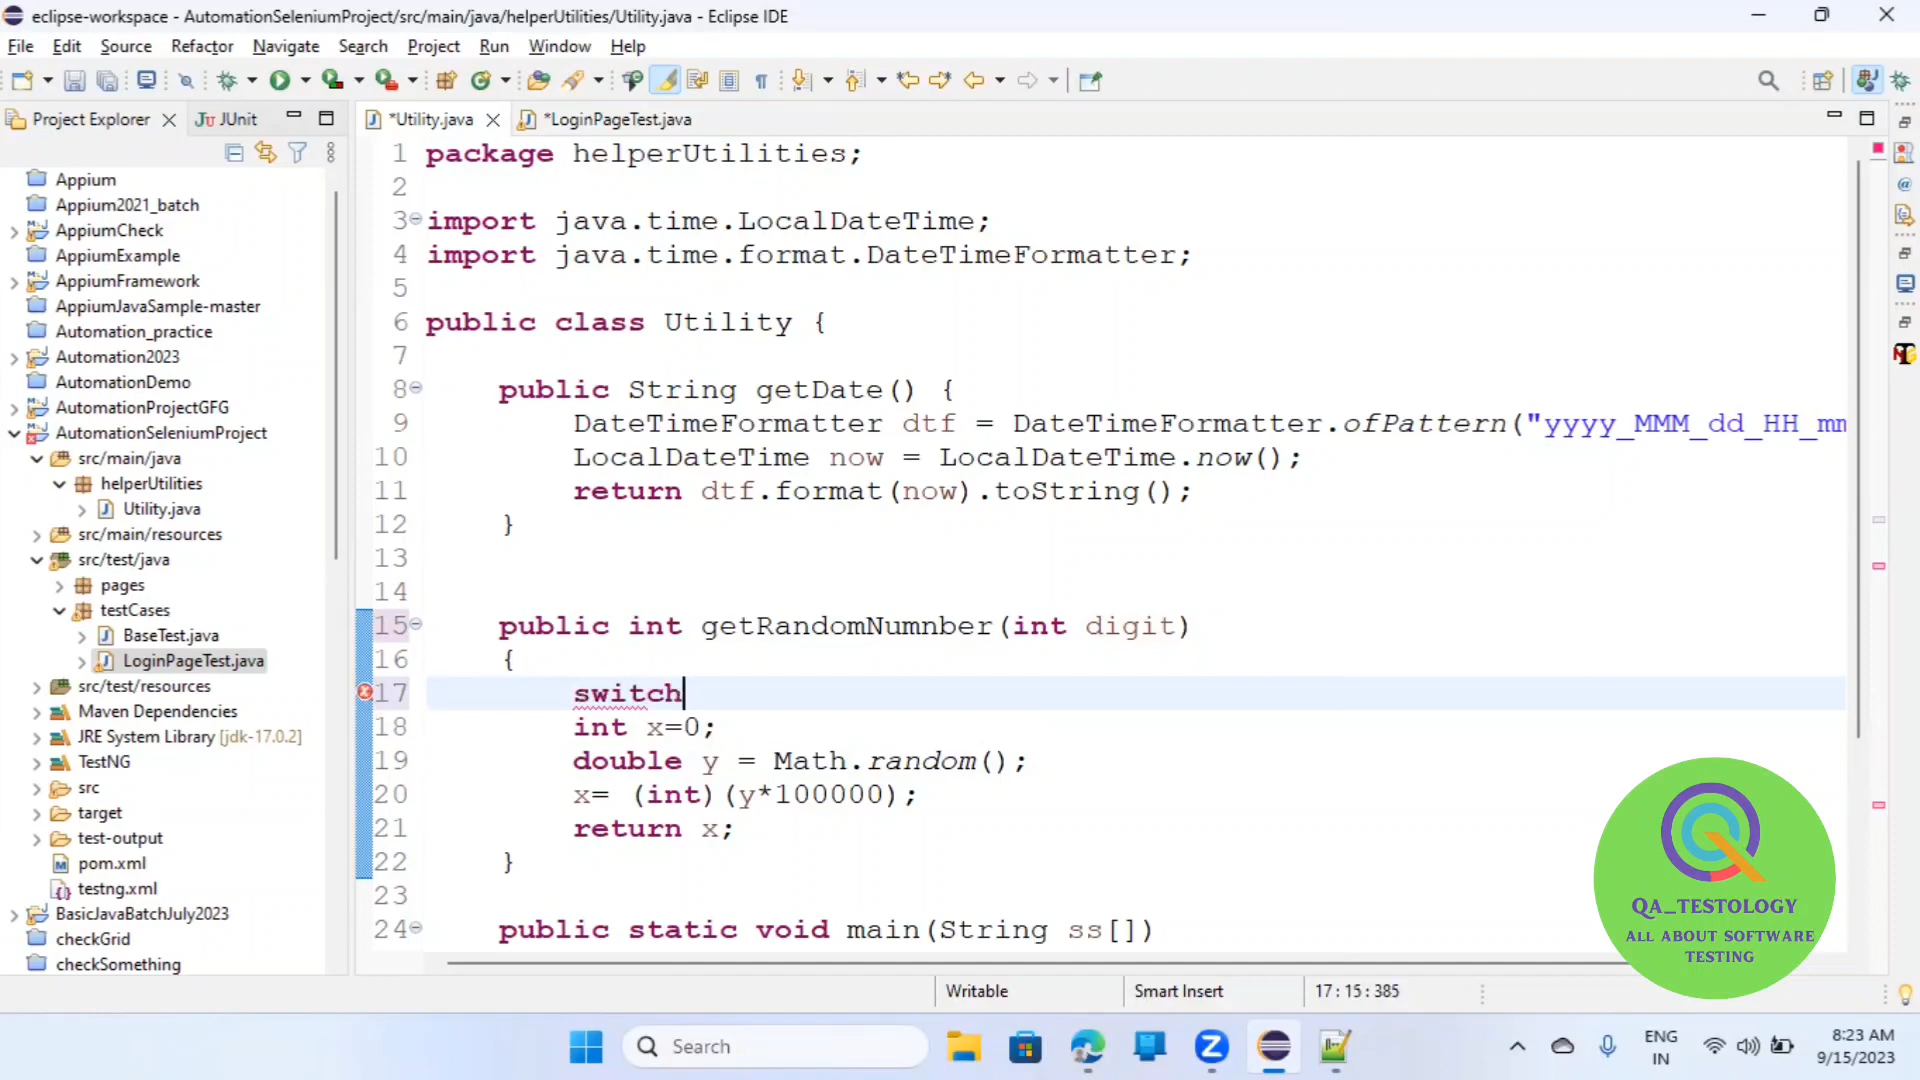 eclipse-workspace - AutomationSeleniumProject/src/main/java/helperUtilities/Utility.java - Eclipse IDE
File Edit Source Refactor Navigate Search Project Run Window Help
Project Explorer JUnit
*Utility.java *LoginPageTest.java
Appium
Appium2021_batch
AppiumCheck
AppiumExample
AppiumFramework
AppiumJavaSample-master
Automation_practice
Automation2023
AutomationDemo
AutomationProjectGFG
AutomationSeleniumProject
src/main/java
helperUtilities
Utility.java
src/main/resources
src/test/java
pages
testCases
BaseTest.java
LoginPageTest.java
src/test/resources
Maven Dependencies
JRE System Library [jdk-17.0.2]
TestNG
src
target
test-output
pom.xml
testng.xml
BasicJavaBatchJuly2023
checkGrid
checkSomething
1 package helperUtilities;
2
3 import java.time.LocalDateTime;
4 import java.time.format.DateTimeFormatter;
5
6 public class Utility {
7
8 public String getDate() {
9 DateTimeFormatter dtf = DateTimeFormatter.ofPattern("yyyy_MMM_dd_HH_mm
10 LocalDateTime now = LocalDateTime.now();
11 return dtf.format(now).toString();
12 }
13
14
15 public int getRandomNumnber(int digit)
16 {
17 switch
18 int x=0;
19 double y = Math.random();
20 x= (int)(y*100000);
21 return x;
22 }
23
24 public static void main(String ss[])
QA_TESTOLOGY
ALL ABOUT SOFTWARE
TESTING
Writable Smart Insert 17 : 15 : 385
Search
ENG
IN
8:23 AM
9/15/2023